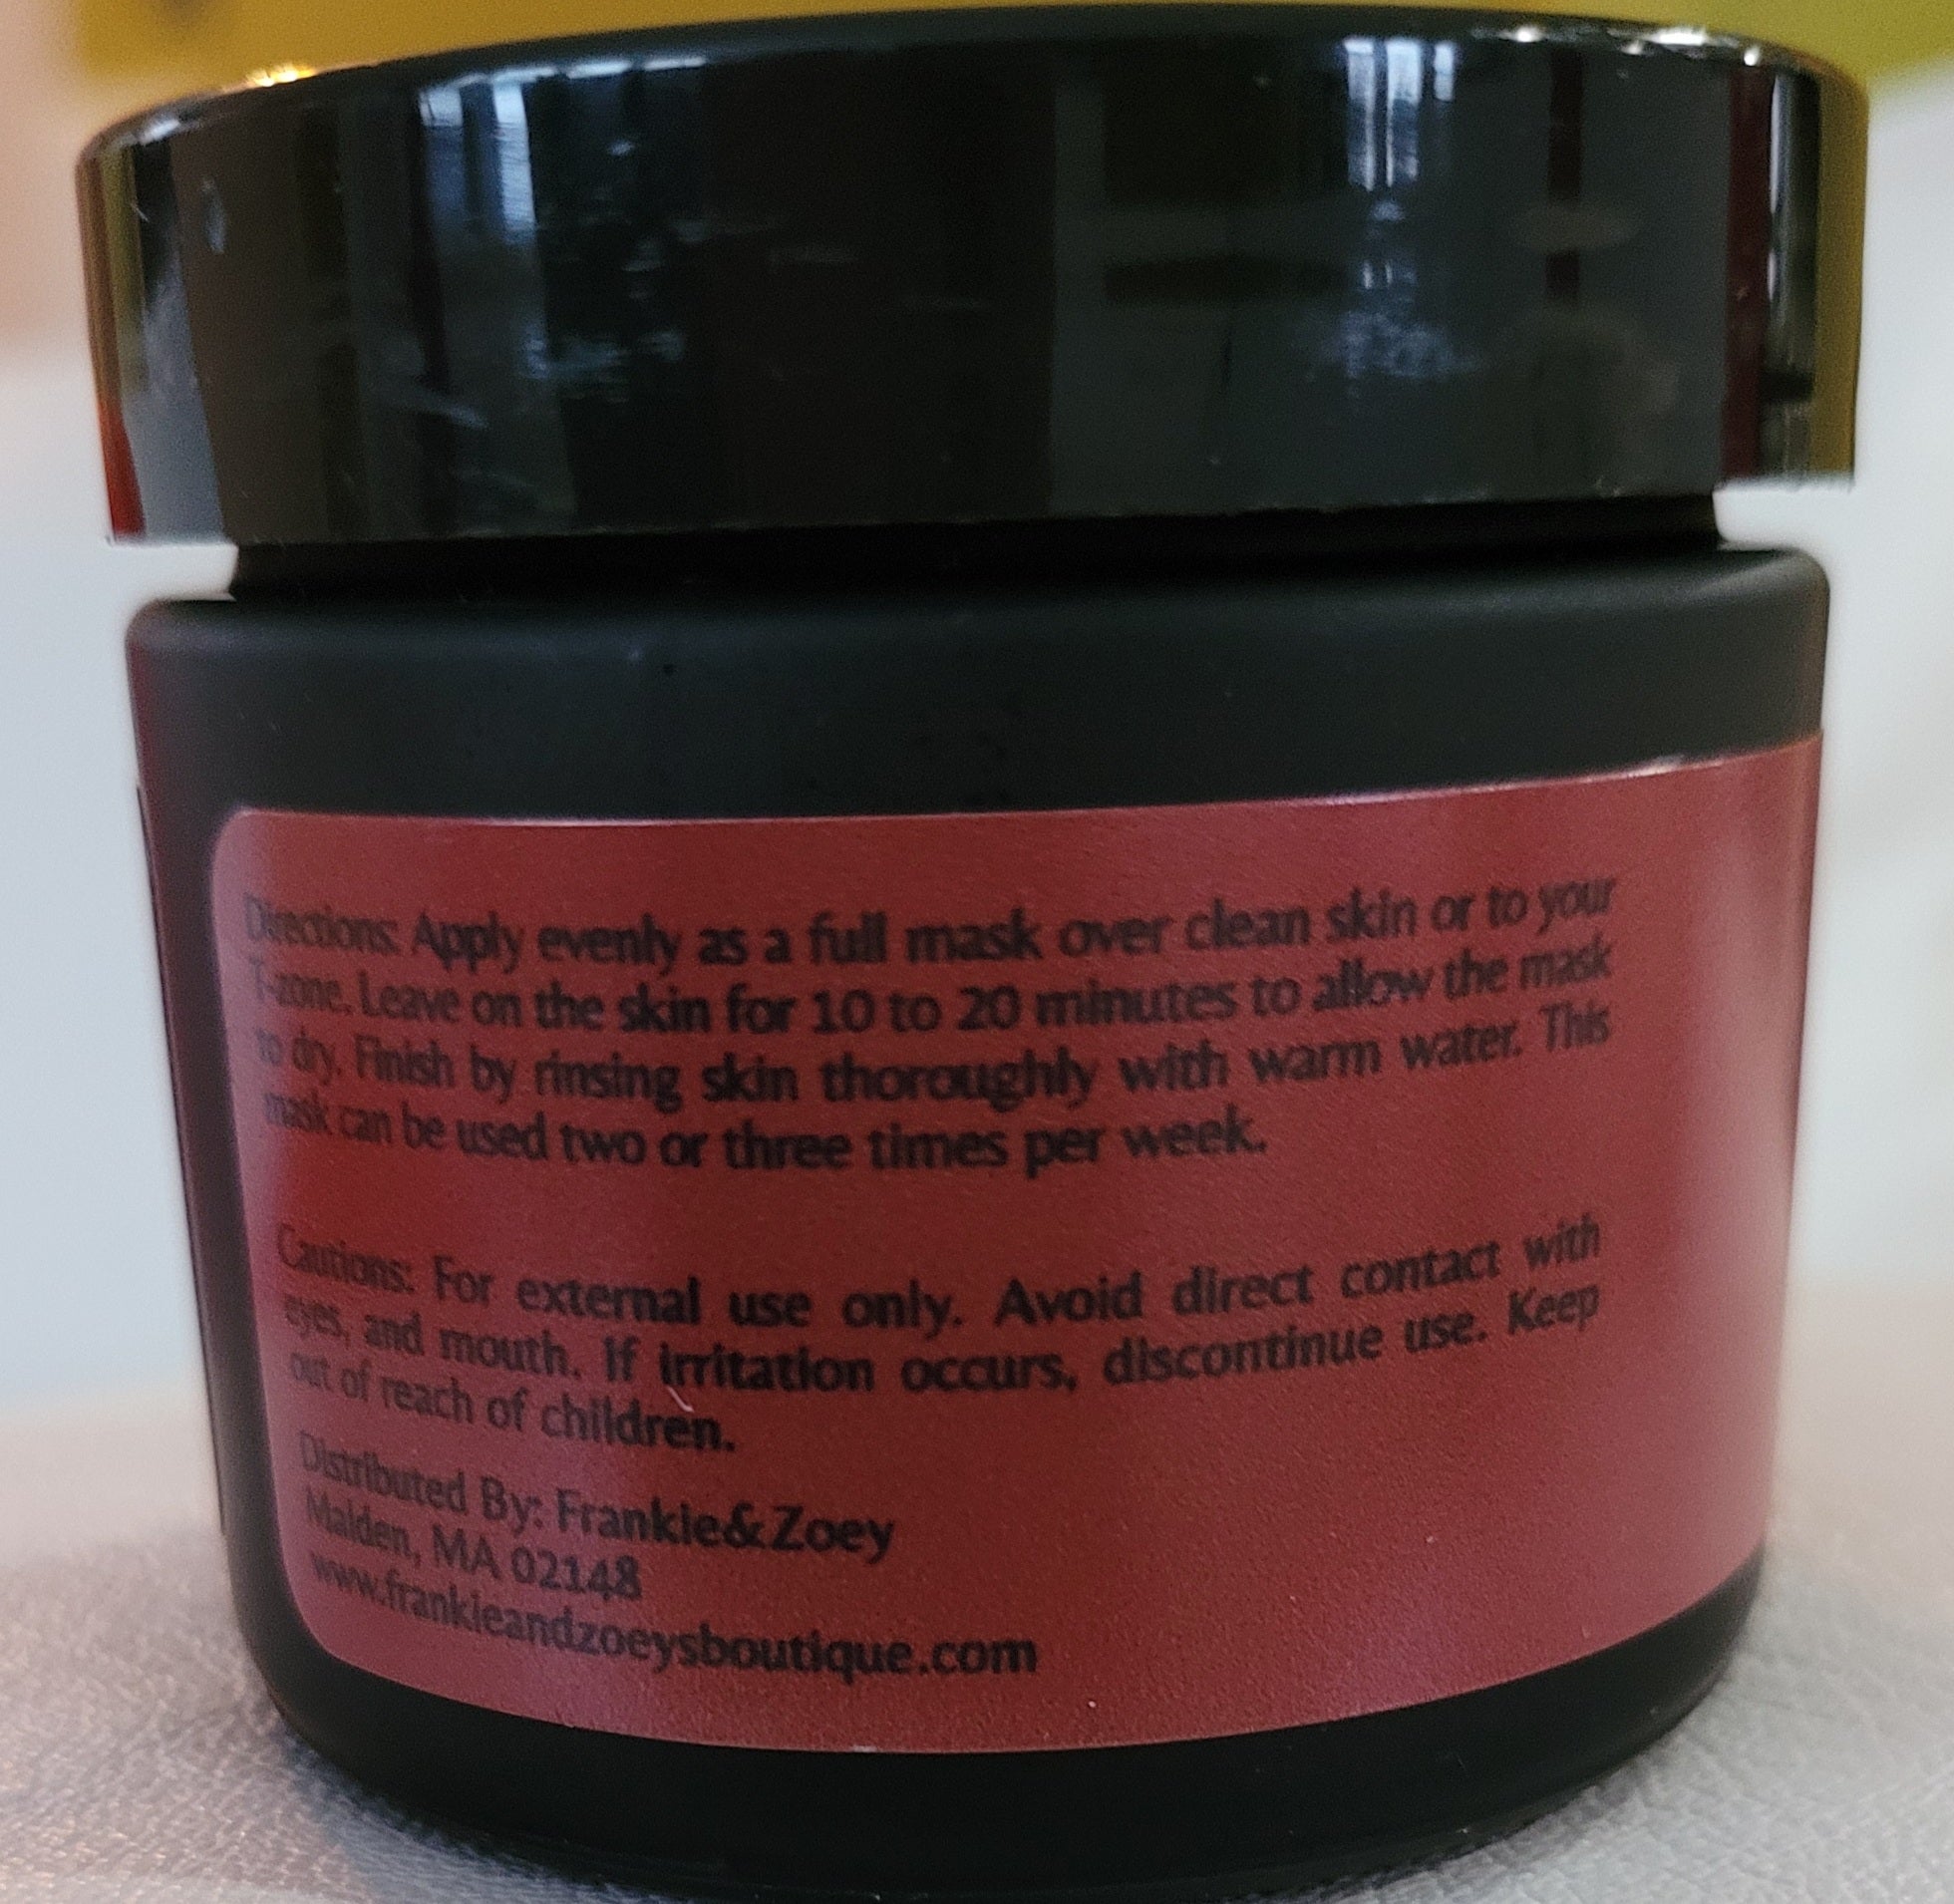 Directions: Apply evenly as a full mask over clean skin or to your
T-zone. Leave on the skin for 10 to 20 minutes to allow the mask
to dry. Finish by rinsing skin thoroughly with warm water. This
mask can be used two or three times per week.
Cautions: For external use only. Avoid direct contact with
eyes, and mouth. If irritation occurs, discontinue use. Keep
out of reach of children.
Distributed By: Frankie&Zoey
Malden, MA 02148
www.frankieandzoeysboutique.com